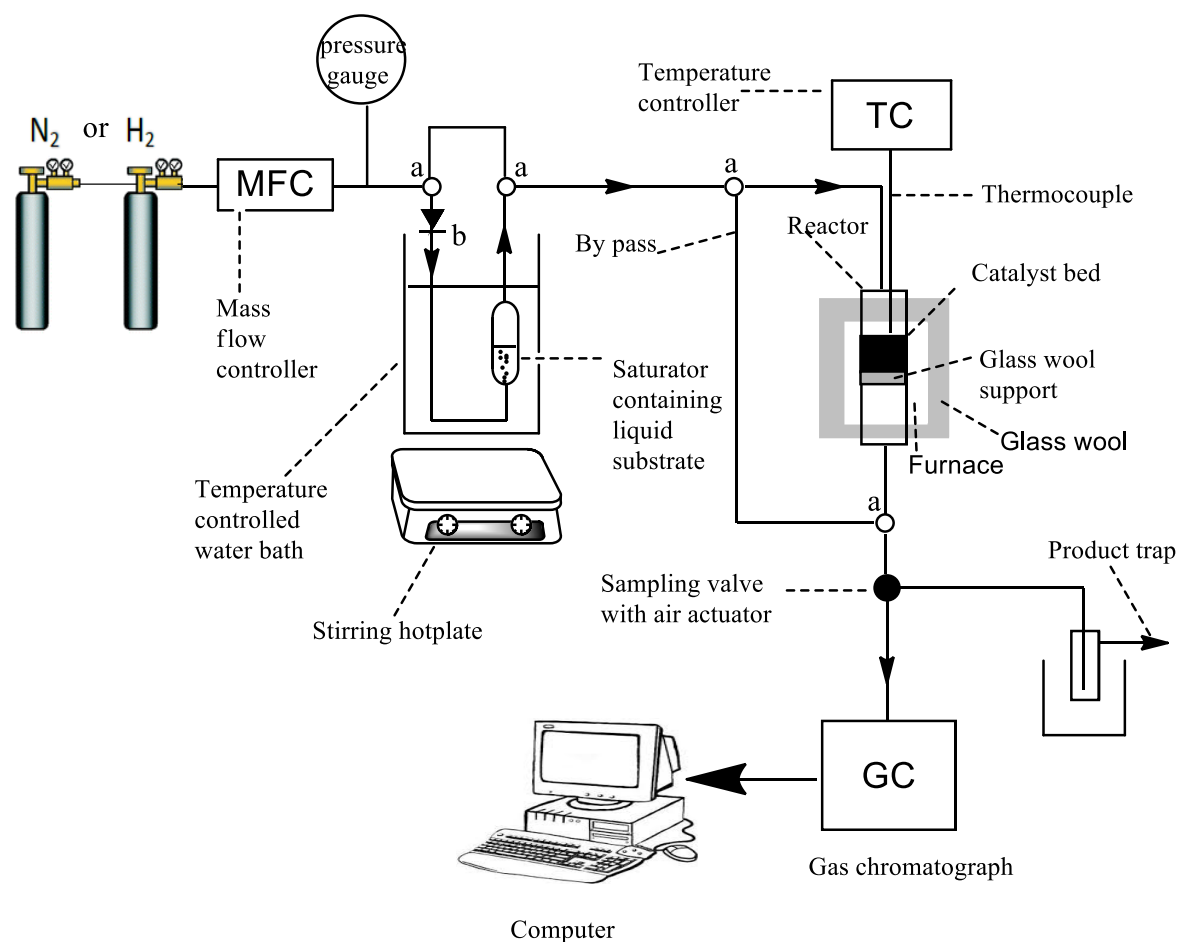 pressure
gauge
Temperature
controller
TC
N2 or H2
MFC
a
a
a
Thermocouple
b
By pass
Reactor
Catalyst bed
Mass
flow
controller
Saturator
containing
liquid
substrate
Glass wool
support
Glass wool
Furnace
Temperature
controlled
water bath
a
Product trap
Sampling valve
with air actuator
Stirring hotplate
GC
Gas chromatograph
Computer